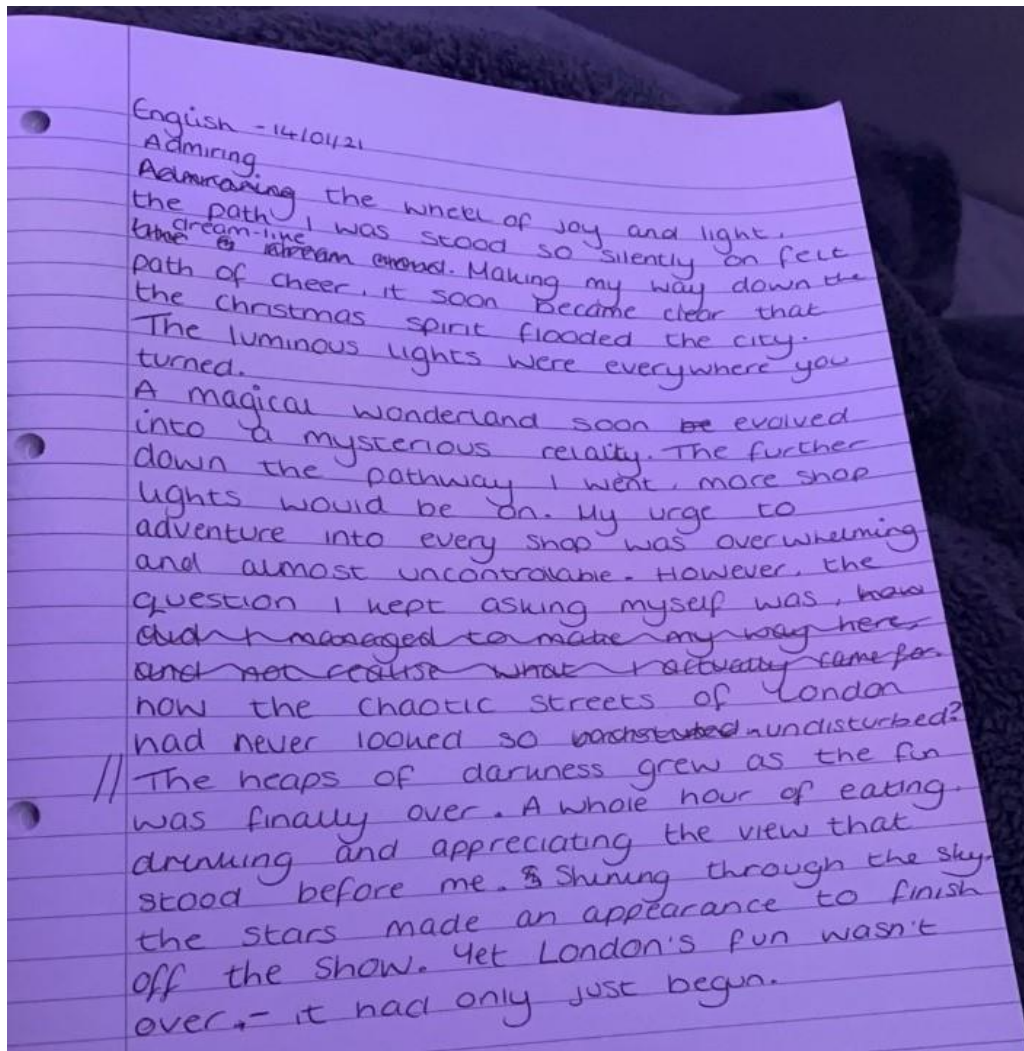 English - 14/01/21
Admiring
the wheel of joy and light,
the path I was stood so silently on felt
dream-like. Making my way down the
path of cheer, it soon became clear that
the christmas spirit flooded the city.
The luminous lights were everywhere you
turned.
A magical wonderland soon evolved
into a mysterious relaity. The further
down the pathway I went, more shop
lights would be on. My urge to
adventure into every shop was overwhelming
and almost uncontrolable. However, the
question I kept asking myself was, how
did I managed to make my way here,
and not realise what I actually came for.
how the chaotic streets of London
had never looked so undisturbed?
// The heaps of darkness grew as the fun
was finally over. A whole hour of eating,
drinking and appreciating the view that
stood before me. Shining through the sky,
the stars made an appearance to finish
off the show. Yet London's fun wasn't
over - it had only just begun.